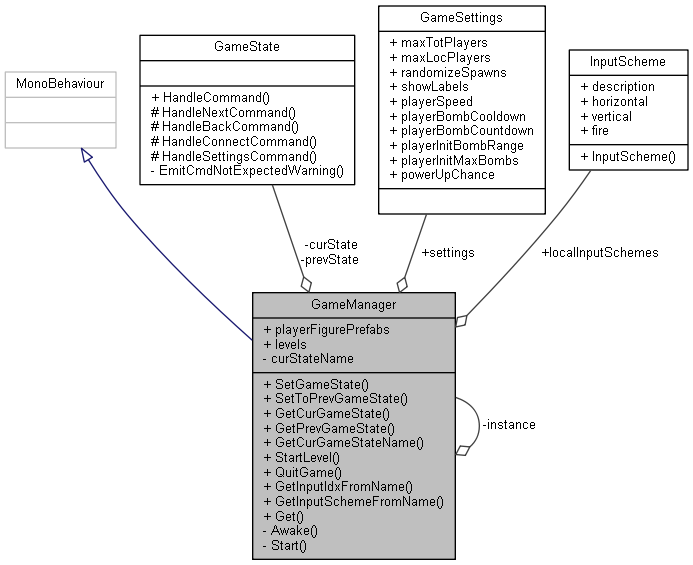 MonoBehaviour
GameState
+ HandleCommand()
# HandleNextCommand()
# HandleBackCommand()
# HandleConnectCommand()
# HandleSettingsCommand()
- EmitCmdNotExpectedWarning()
GameSettings
+ maxTotPlayers
+ maxLocPlayers
+ randomizeSpawns
+ showLabels
+ playerSpeed
+ playerBombCooldown
+ playerBombCountdown
+ playerInitBombRange
+ playerInitMaxBombs
+ powerUpChance
InputScheme
+ description
+ horizontal
+ vertical
+ fire
+ InputScheme()
-curState
-prevState
+settings
+localInputSchemes
GameManager
+ playerFigurePrefabs
+ levels
- curStateName
+ SetGameState()
+ SetToPrevGameState()
+ GetCurGameState()
+ GetPrevGameState()
+ GetCurGameStateName()
+ StartLevel()
+ QuitGame()
+ GetInputIdxFromName()
+ GetInputSchemeFromName()
+ Get()
- Awake()
- Start()
-instance